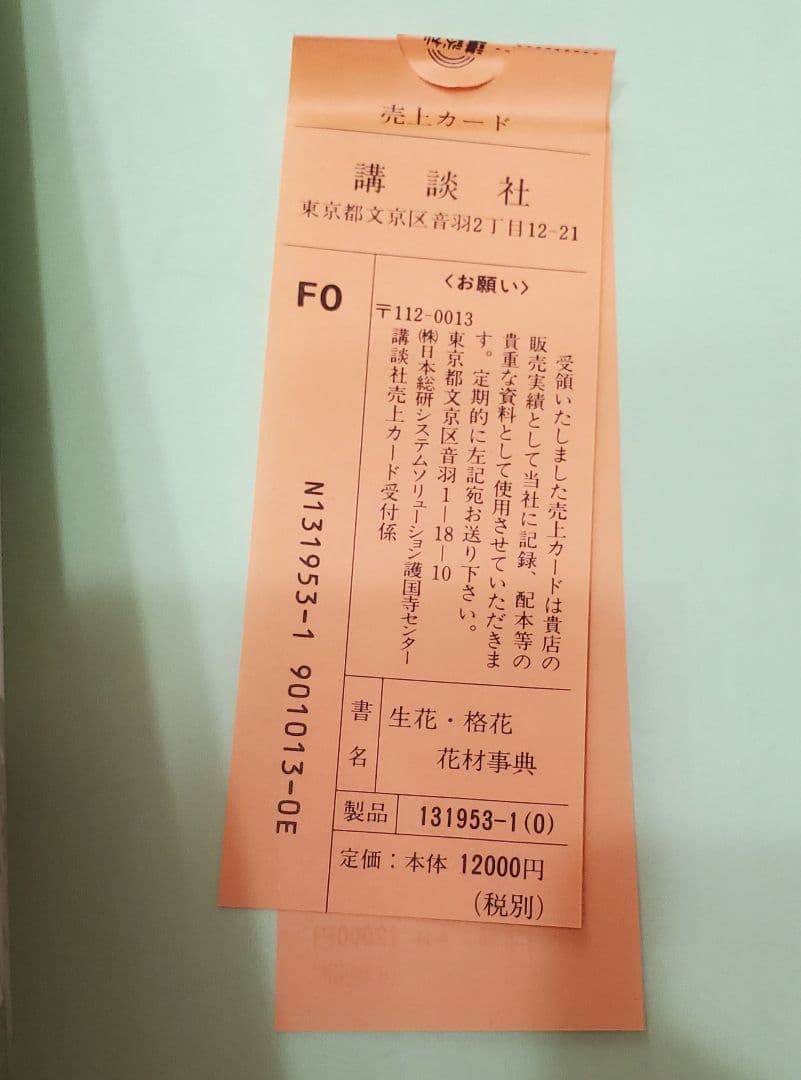 講談社
売上カード
講談社
東京都文京区音羽2丁目12-21
FO
〈お願い〉
〒112-0013
受領いたしました売上カードは貴店の
販売実績として当社に記録、配本等の
貴重な資料として使用させていただきま
す。定期的に左記宛お送り下さい。
東京都文京区音羽1-18-10
㈱日本総研システムソリューション護国寺センター
講談社売上カード受付係
N131953-1 901013-0E
書名
生花・格花
花材事典
製品 131953-1(0)
定価：本体 12000円
(税別)